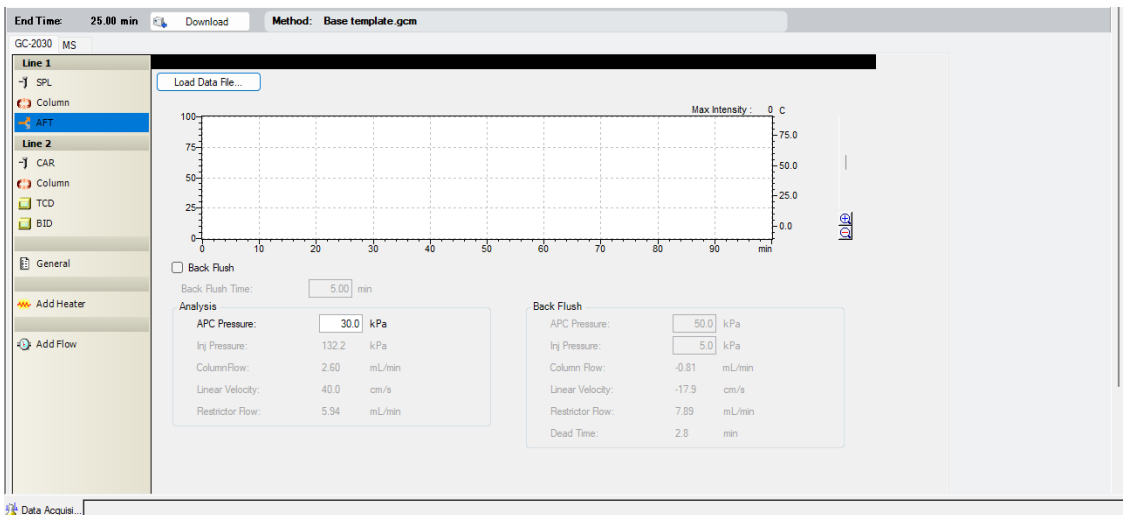 End Time: 25.00 min Download Method: Base template.gcm
GC-2030 MS
Line 1
SPL
Column
AFT
Line 2
CAR
Column
TCD
BID
General
Add Heater
Add Flow
Load Data File...
Max Intensity : 0 C
100
75
50
25
0
75.0
50.0
25.0
0.0
0 10 20 30 40 50 60 70 80 90 min
Back Flush
Back Flush Time: 5.00 min
Analysis
APC Pressure: 30.0 kPa
Inj Pressure: 132.2 kPa
ColumnFlow: 2.60 mL/min
Linear Velocity: 40.0 cm/s
Restrictor Flow: 5.94 mL/min
Back Flush
APC Pressure: 50.0 kPa
Inj Pressure: 5.0 kPa
Column Flow: -0.81 mL/min
Linear Velocity: -17.9 cm/s
Restrictor Flow: 7.89 mL/min
Dead Time: 2.8 min
Data Acquisi...